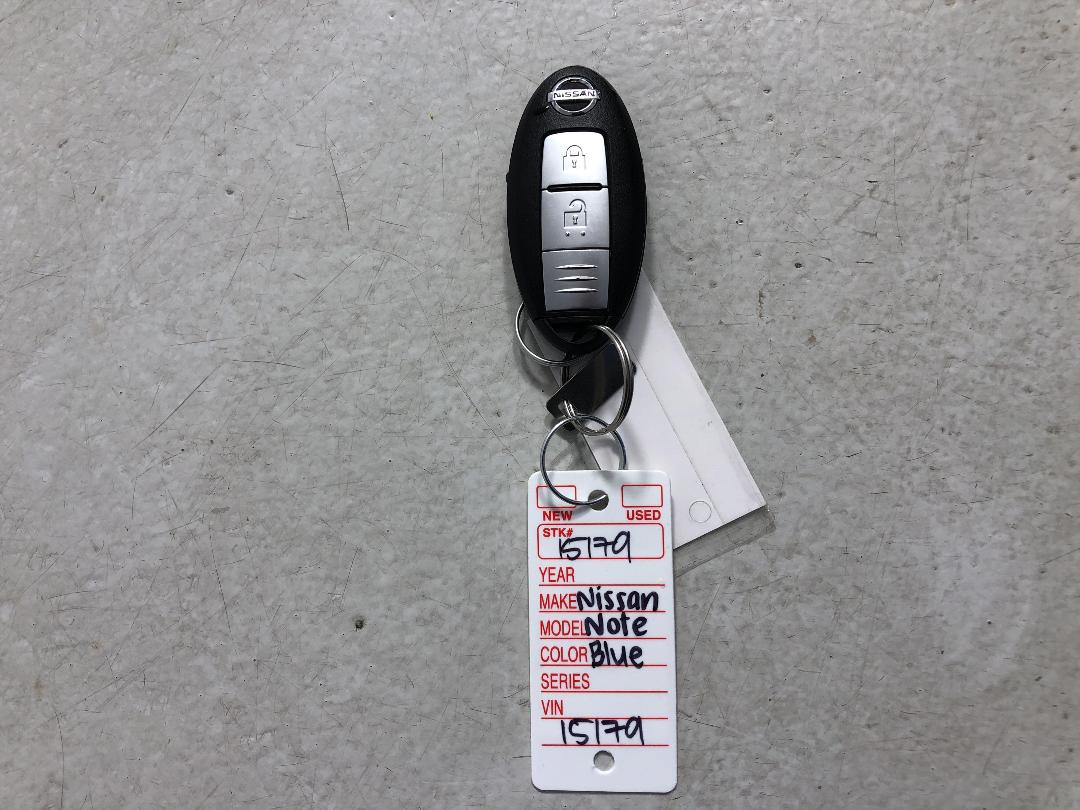 NISSAN
NEW USED
STK#
15179
YEAR
MAKE Nissan
MODEL Note
COLOR Blue
SERIES
VIN
15179